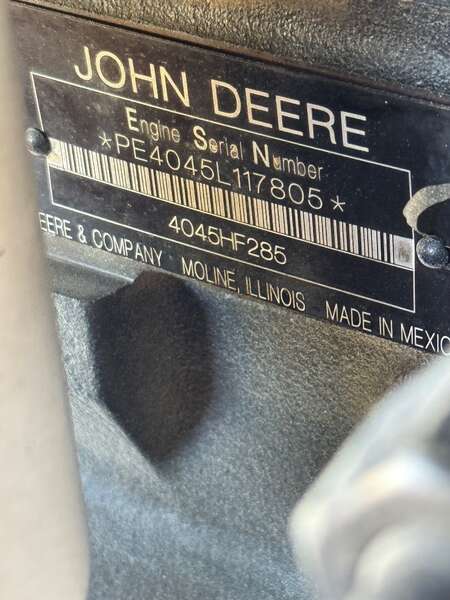 JOHN DEERE
Engine Serial Number
*PE4045L117805*
4045HF285
EERE & COMPANY MOLINE, ILLINOIS MADE IN MEXIC